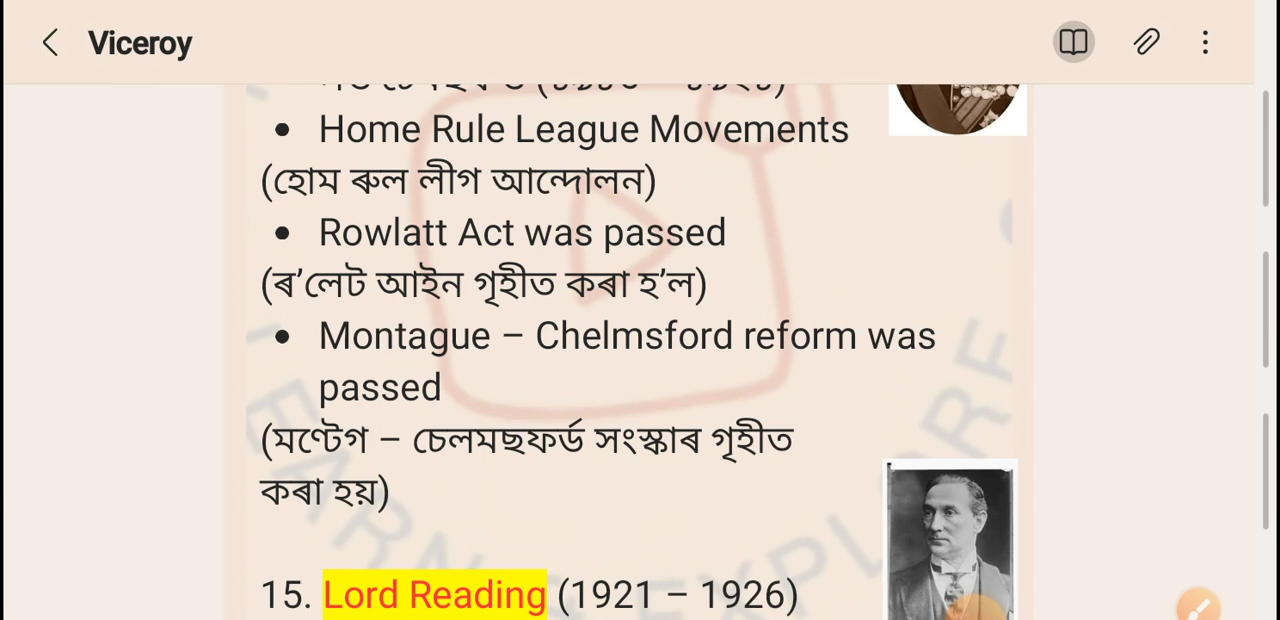 Viceroy
• Home Rule League Movements
(হোম ৰুল লীগ আন্দোলন)
• Rowlatt Act was passed
(ৰ’লেট আইন গৃহীত কৰা হ’ল)
• Montague – Chelmsford reform was
passed
(মণ্টেগ – চেলমছফৰ্ড সংস্কাৰ গৃহীত
কৰা হয়)
15. Lord Reading (1921 – 1926)